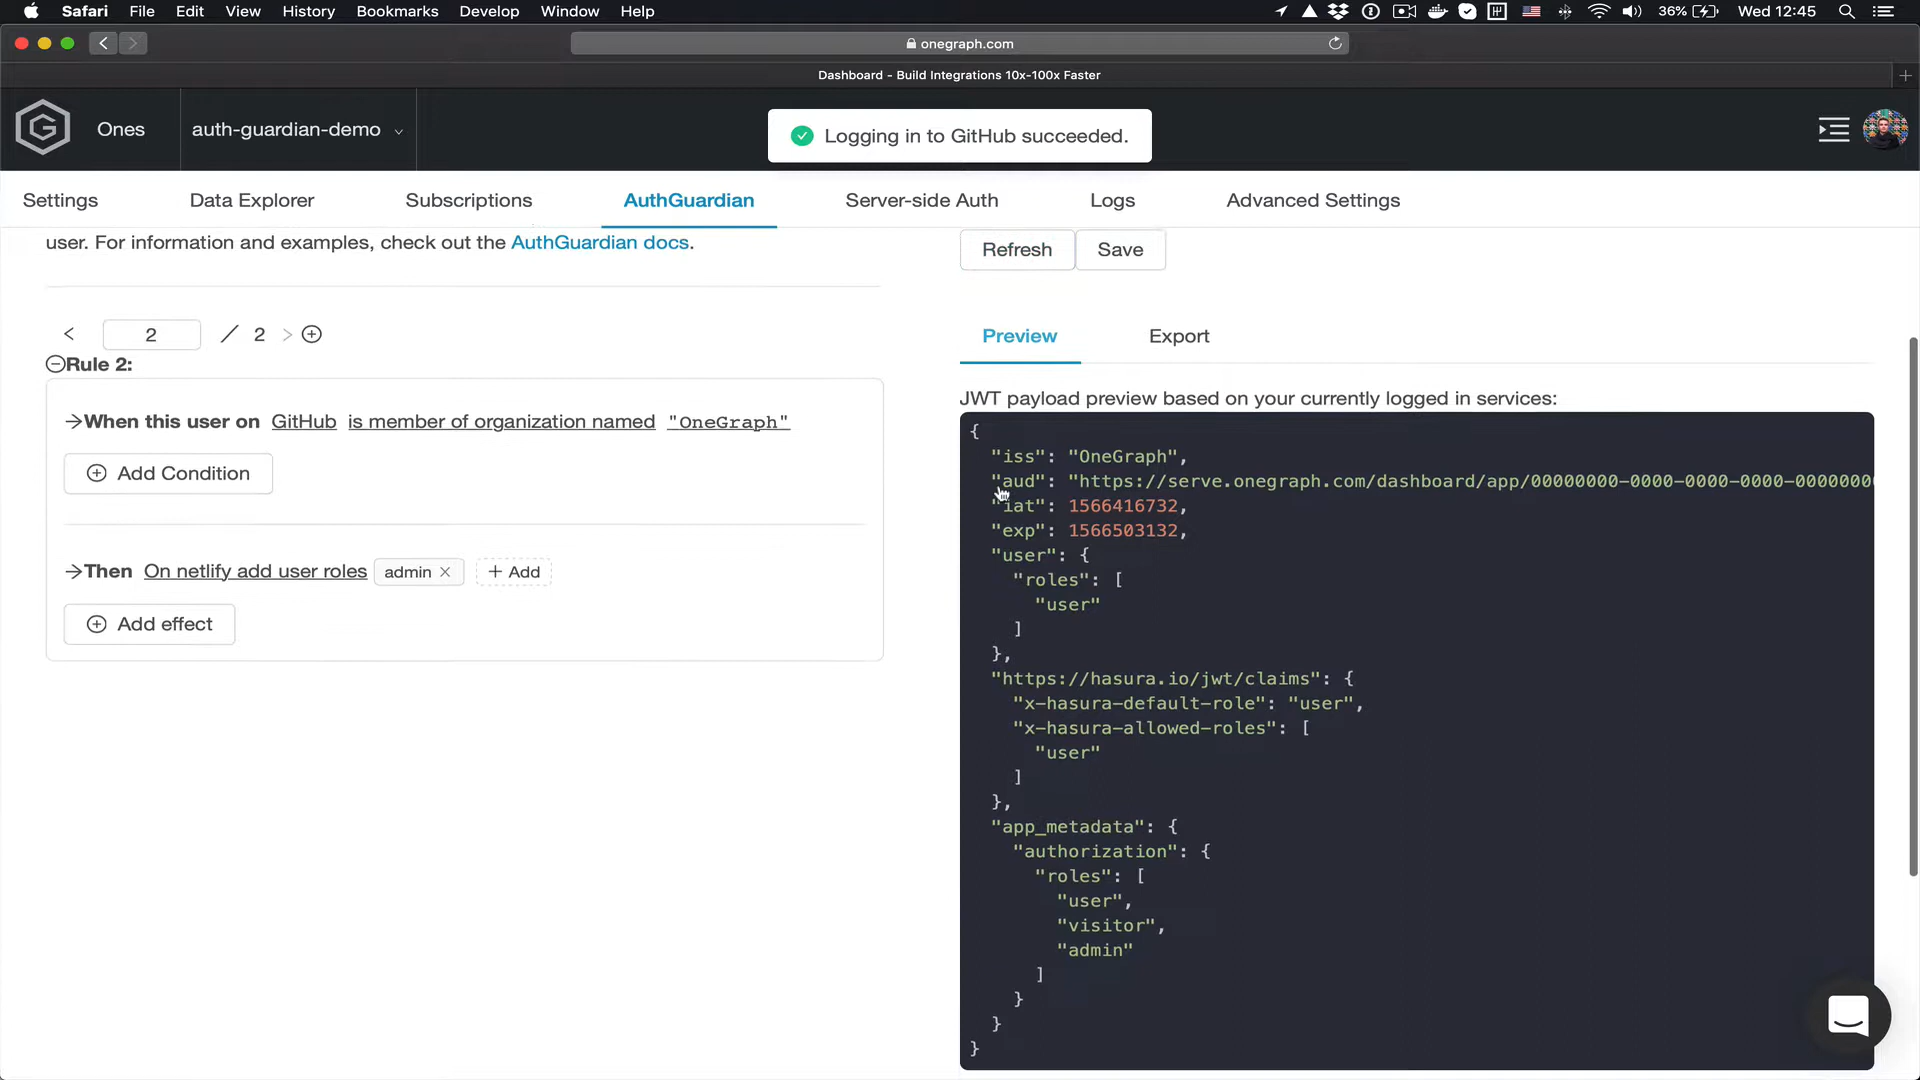 Safari File Edit View History Bookmarks Develop Window Help 36% Wed 12:45
onegraph.com
Dashboard - Build Integrations 10x-100x Faster
Ones auth-guardian-demo
Logging in to GitHub succeeded.
Settings Data Explorer Subscriptions AuthGuardian Server-side Auth Logs Advanced Settings
user. For information and examples, check out the AuthGuardian docs.
2 / 2
Rule 2:
When this user on GitHub is member of organization named "OneGraph"
Add Condition
Then On netlify add user roles admin × + Add
Add effect
Refresh Save
Preview Export
JWT payload preview based on your currently logged in services:
{
"iss": "OneGraph",
"aud": "https://serve.onegraph.com/dashboard/app/00000000-0000-0000-0000-00000000
"iat": 1566416732,
"exp": 1566503132,
"user": {
"roles": [
"user"
]
},
"https://hasura.io/jwt/claims": {
"x-hasura-default-role": "user",
"x-hasura-allowed-roles": [
"user"
]
},
"app_metadata": {
"authorization": {
"roles": [
"user",
"visitor",
"admin"
]
}
}
}